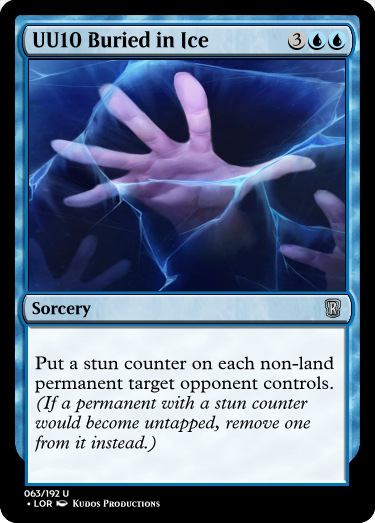 UU10 Buried in Ice 3
Sorcery R
Put a stun counter on each non-land
permanent target opponent controls.
(If a permanent with a stun counter
would become untapped, remove one
from it instead.)
063/192 U
• LOR Kudos Productions